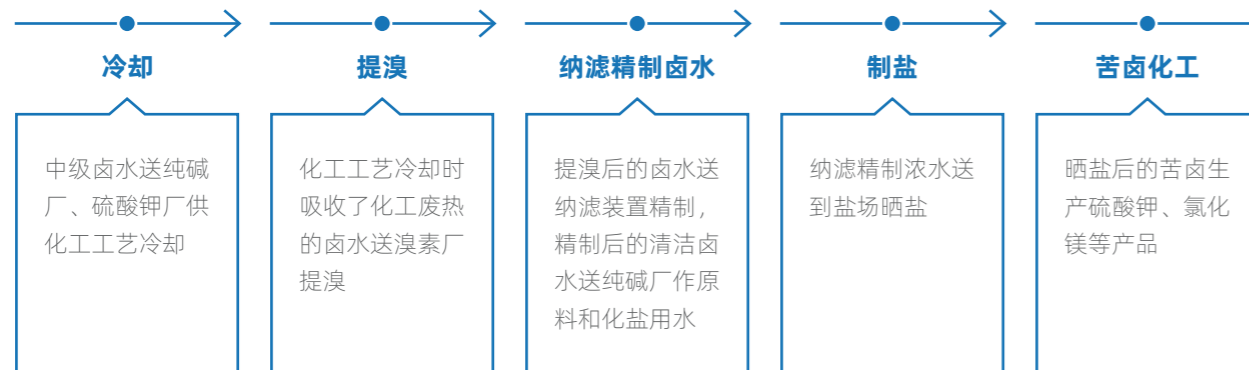 冷却
中级卤水送纯碱
厂、硫酸钾厂供
化工工艺冷却
提溴
化工工艺冷却时
吸收了化工废热
的卤水送溴素厂
提溴
纳滤精制卤水
提溴后的卤水送
纳滤装置精制，
精制后的清洁卤
水送纯碱厂作原
料和化盐用水
制盐
纳滤精制浓水送
到盐场晒盐
苦卤化工
晒盐后的苦卤生
产硫酸钾、氯化
镁等产品